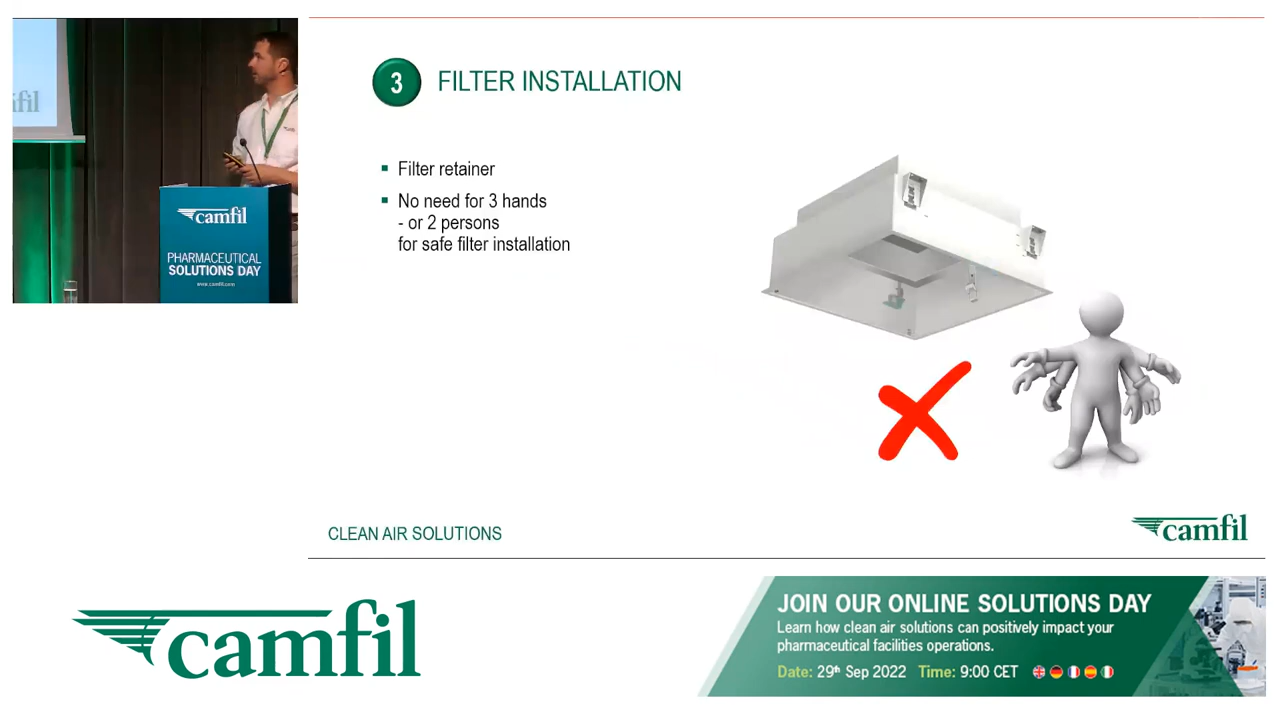 fil
camfil
PHARMACEUTICAL
SOLUTIONS DAY
www.camfil.com
3
FILTER INSTALLATION
Filter retainer
No need for 3 hands
- or 2 persons
for safe filter installation
CLEAN AIR SOLUTIONS
camfil
camfil
JOIN OUR ONLINE SOLUTIONS DAY
Learn how clean air solutions can positively impact your
pharmaceutical facilities operations.
Date: 29th Sep 2022 Time: 9:00 CET